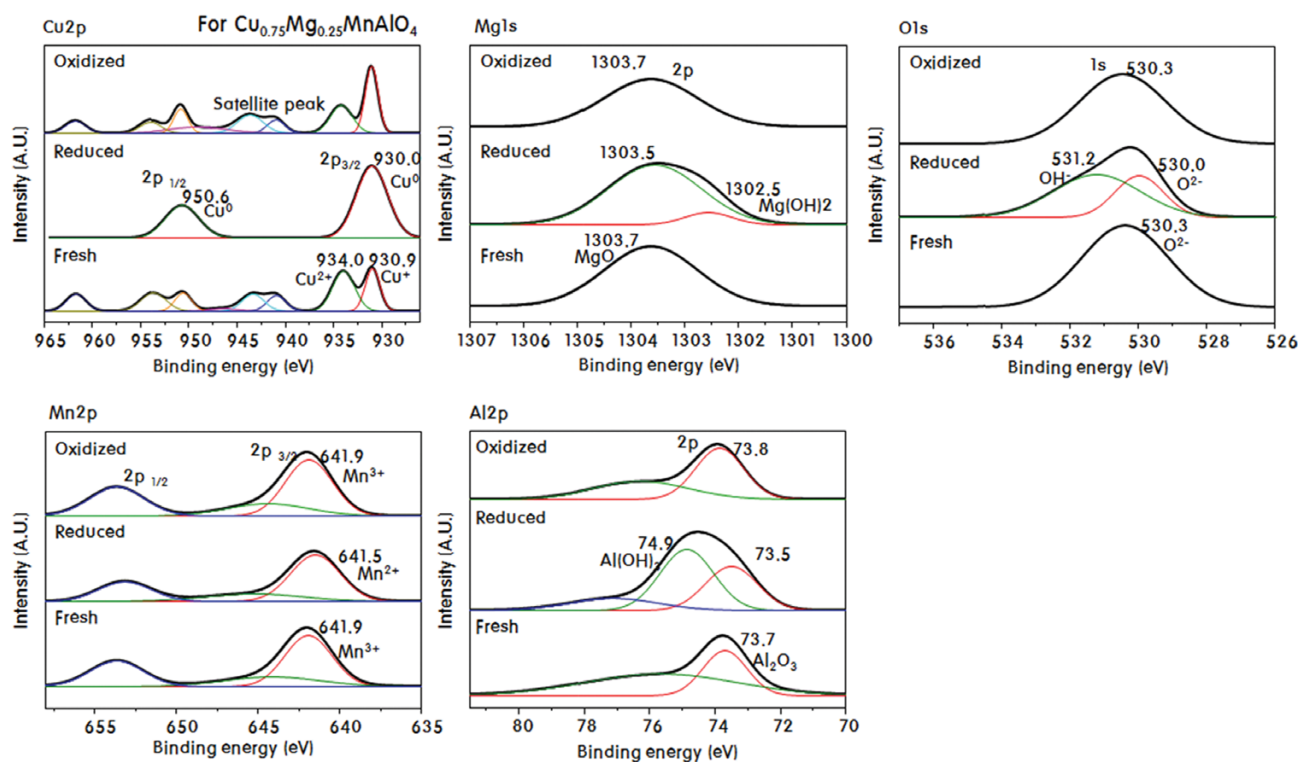 Cu2p
For Cu0.75Mg0.25MnAlO4
Oxidized
Satellite peak
Reduced
2p3/2 930.0
Cu0
2p 1/2
950.6
Cu0
Fresh
934.0 930.9
Cu2+ Cu+
965 960 955 950 945 940 935 930
Binding energy (eV)
Intensity (A.U.)
Mg1s
Oxidized
1303.7 2p
Reduced
1303.5
1302.5
Mg(OH)2
Fresh
1303.7
MgO
1307 1306 1305 1304 1303 1302 1301 1300
Binding energy (eV)
Intensity (A.U.)
O1s
Oxidized
1s 530.3
Reduced
531.2 530.0
OH- O2-
Fresh
530.3
O2-
536 534 532 530 528 526
Binding energy (eV)
Intensity (A.U.)
Mn2p
Oxidized
2p 1/2
2p 3/2 641.9
Mn3+
Reduced
641.5
Mn2+
Fresh
641.9
Mn3+
655 650 645 640 635
Binding energy (eV)
Intensity (A.U.)
Al2p
Oxidized
2p 73.8
Reduced
74.9
Al(OH)3
73.5
Fresh
73.7
Al2O3
80 78 76 74 72 70
Binding energy (eV)
Intensity (A.U.)